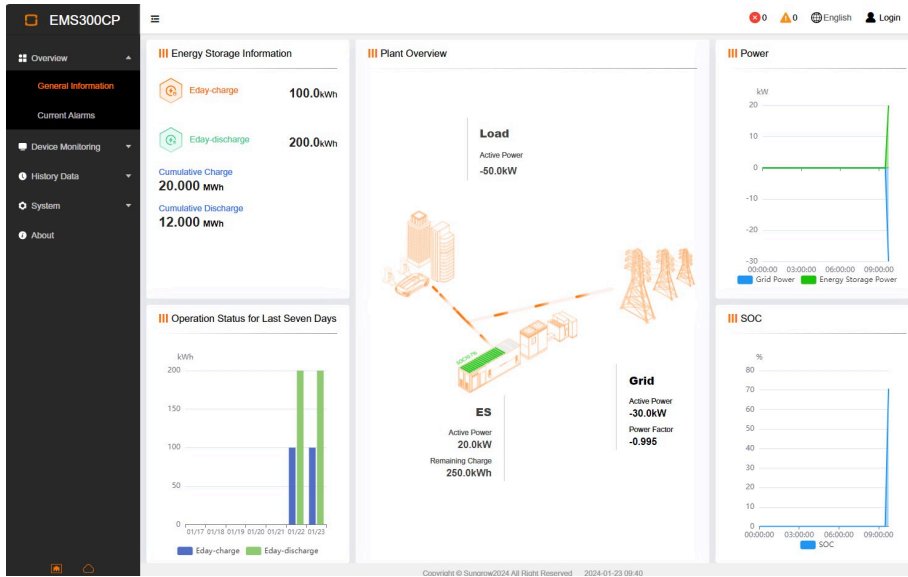 EMS300CP
0
0
English
Login
Overview
General Information
Current Alarms
Device Monitoring
History Data
System
About
Energy Storage Information
Eday-charge
100.0kWh
Eday-discharge
200.0kWh
Cumulative Charge
20.000 MWh
Cumulative Discharge
12.000 MWh
Operation Status for Last Seven Days
kWh
200
150
100
50
0
01/17 01/18 01/19 01/20 01/21 01/22 01/23
Eday-charge
Eday-discharge
Plant Overview
Load
Active Power
-50.0kW
ES
Active Power
20.0kW
Remaining Charge
250.0kWh
Grid
Active Power
-30.0kW
Power Factor
-0.995
Power
kW
20
10
0
-10
-20
-30
00:00:00 03:00:00 06:00:00 09:00:00
Grid Power
Energy Storage Power
SOC
%
80
70
60
50
40
30
20
10
0
00:00:00 03:00:00 06:00:00 09:00:00
SOC
Copyright © Sungrow2024 All Right Reserved 2024-01-23 09:40